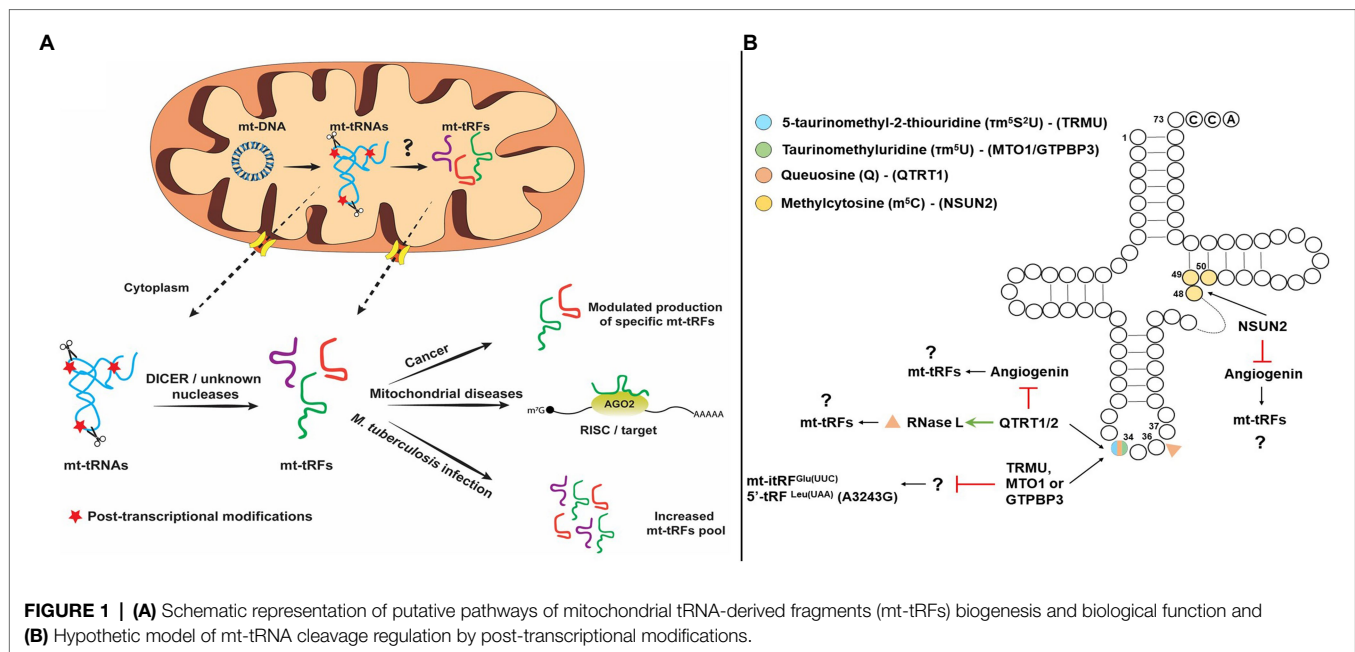 A
mt-DNA
mt-tRNAs
mt-tRFs
?
Cytoplasm
DICER / unknown
nucleases
mt-tRNAs
mt-tRFs
Cancer
Mitochondrial diseases
M. tuberculosis infection
Modulated production
of specific mt-tRFs
m⁷G
AGO2
AAAAA
RISC / target
Increased
mt-tRFs pool
Post-transcriptional modifications
B
5-taurinomethyl-2-thiouridine (τm⁵S²U) - (TRMU)
Taurinomethyluridine (τm⁵U) - (MTO1/GTPBP3)
Queuosine (Q) - (QTRT1)
Methylcytosine (m⁵C) - (NSUN2)
73
C C A
1
49
50
48
NSUN2
Angiogenin
mt-tRFs
?
?
mt-tRFs
Angiogenin
?
mt-tRFs
RNase L
QTRT1/2
34
36
37
mt-itRF^Glu(UUC)
5'-tRF ^Leu(UAA) (A3243G)
?
TRMU,
MTO1 or
GTPBP3
FIGURE 1 | (A) Schematic representation of putative pathways of mitochondrial tRNA-derived fragments (mt-tRFs) biogenesis and biological function and
(B) Hypothetic model of mt-tRNA cleavage regulation by post-transcriptional modifications.